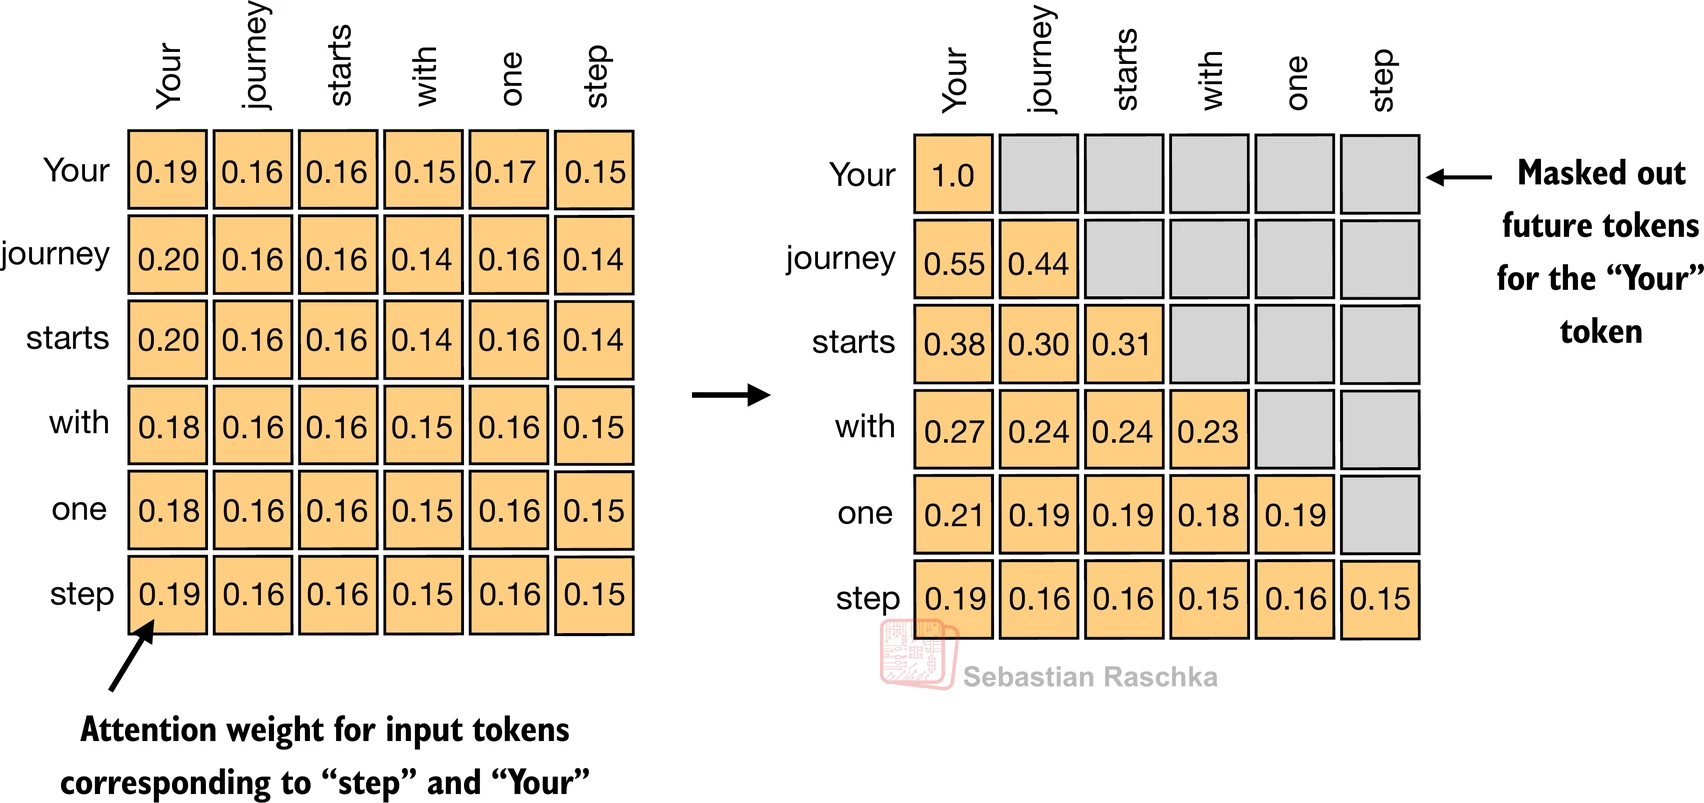 Your journey starts with one step
Your 0.19 0.16 0.16 0.15 0.17 0.15
journey 0.20 0.16 0.16 0.14 0.16 0.14
starts 0.20 0.16 0.16 0.14 0.16 0.14
with 0.18 0.16 0.16 0.15 0.16 0.15
one 0.18 0.16 0.16 0.15 0.16 0.15
step 0.19 0.16 0.16 0.15 0.16 0.15
Attention weight for input tokens
corresponding to “step” and “Your”
Your journey starts with one step
Your 1.0
journey 0.55 0.44
starts 0.38 0.30 0.31
with 0.27 0.24 0.24 0.23
one 0.21 0.19 0.19 0.18 0.19
step 0.19 0.16 0.16 0.15 0.16 0.15
Masked out
future tokens
for the “Your”
token
Sebastian Raschka